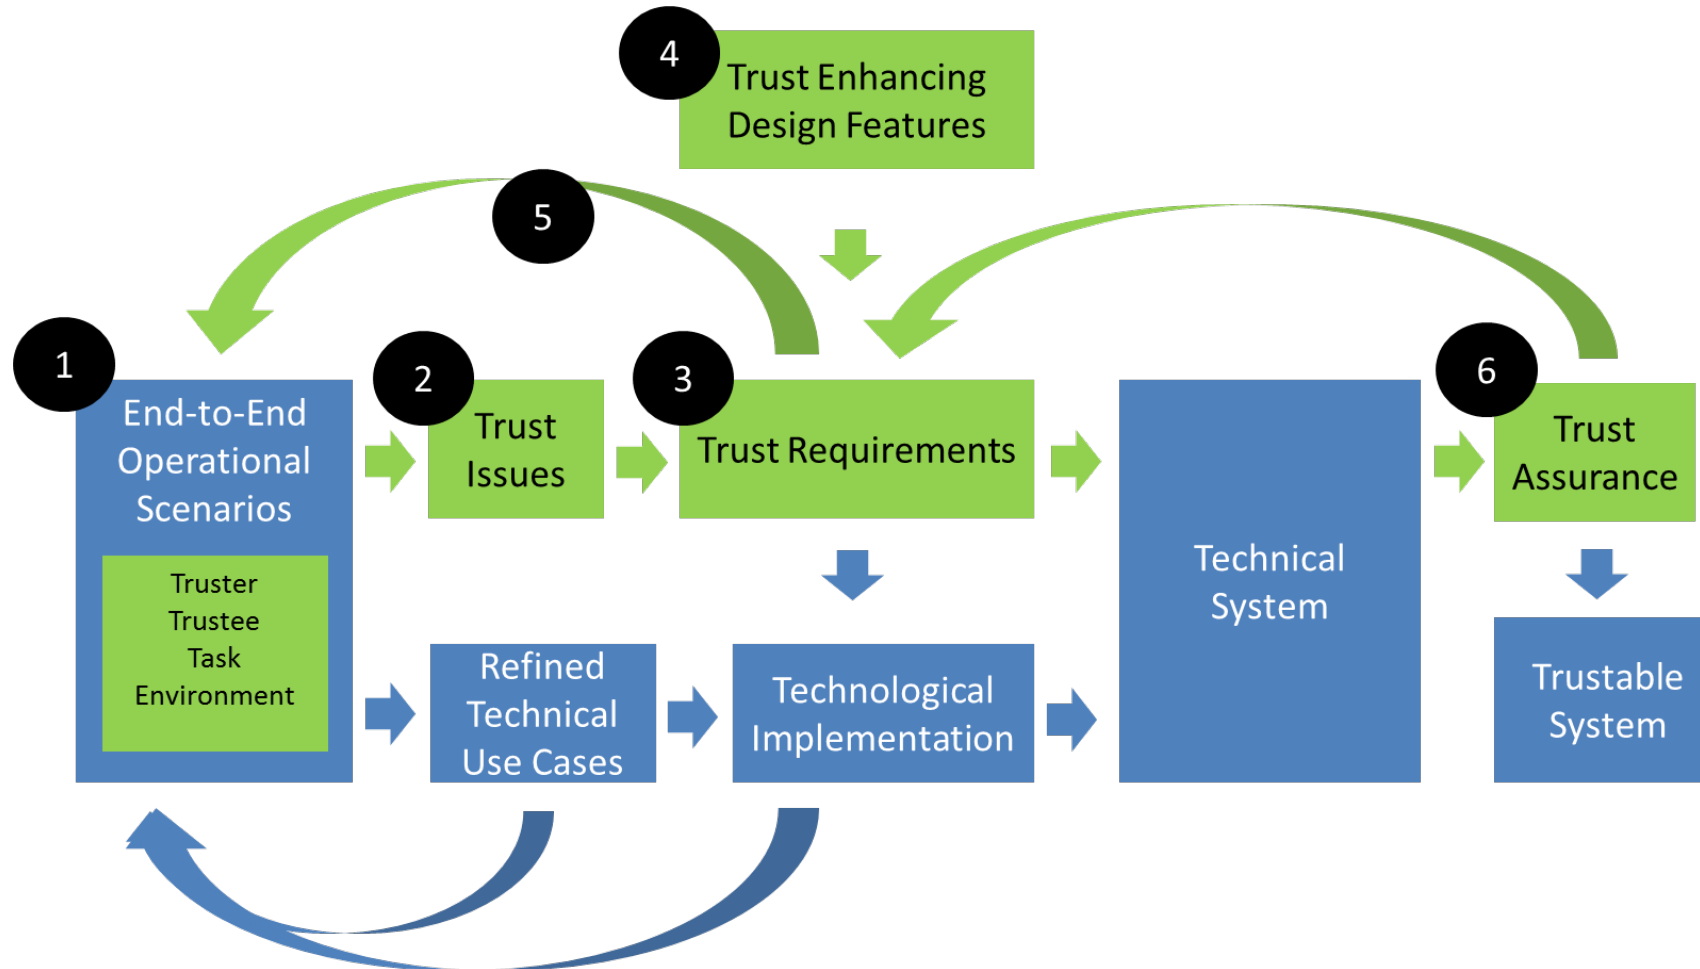 4
Trust Enhancing
Design Features
5
1
End-to-End
Operational
Scenarios
Truster
Trustee
Task
Environment
2
Trust
Issues
3
Trust Requirements
Technical
System
6
Trust
Assurance
Refined
Technical
Use Cases
Technological
Implementation
Trustable
System